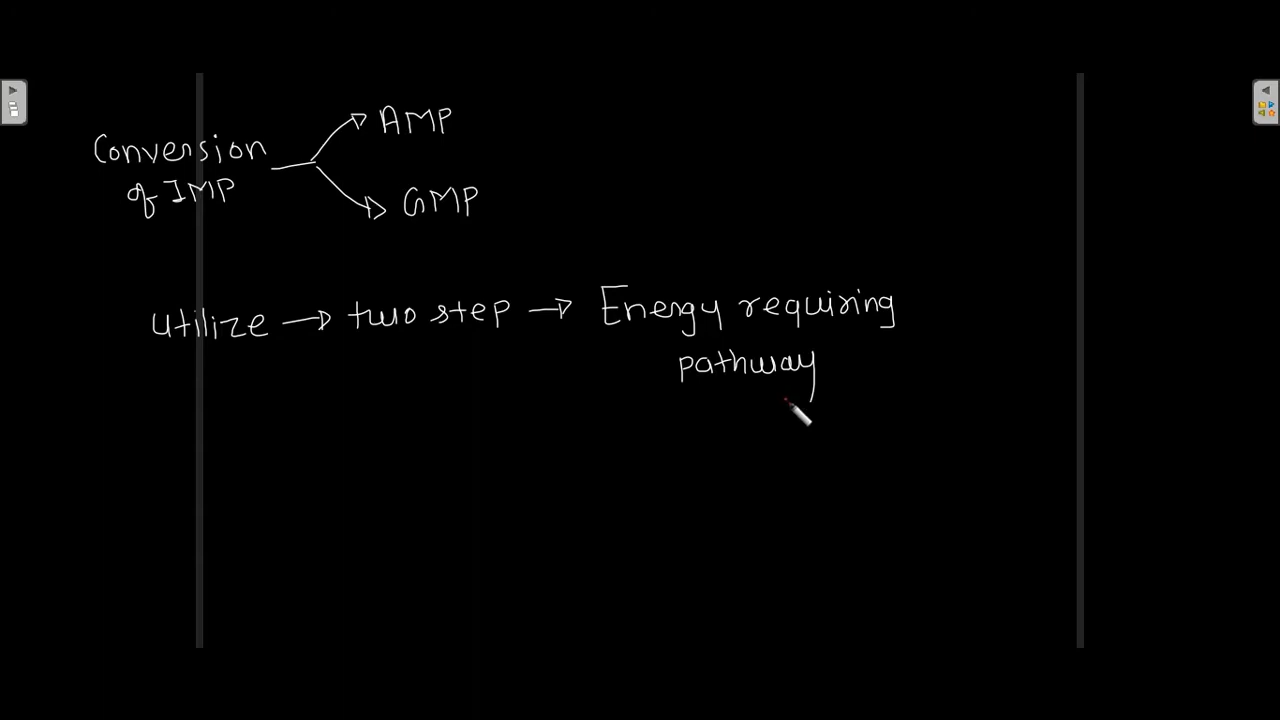 AMP
Conversion
of IMP
GMP
utilize → two step → Energy requiring
pathway